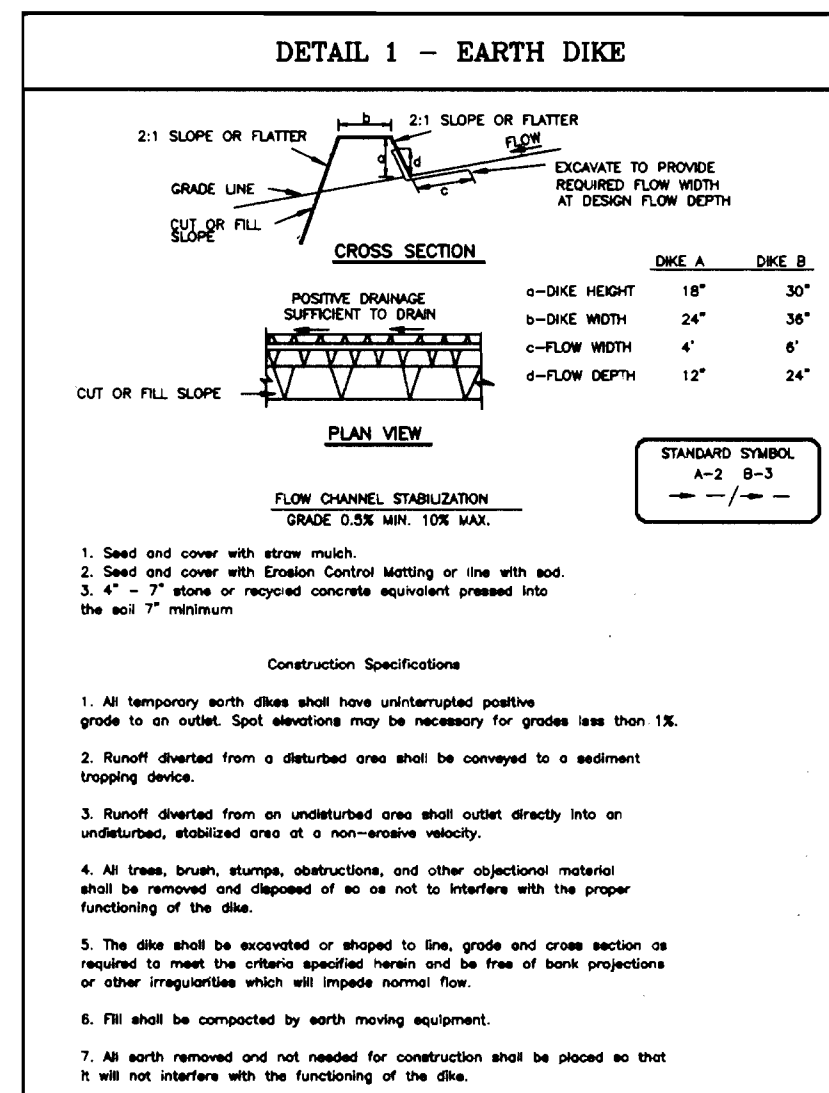 DETAIL 1 – EARTH DIKE
b
2:1 SLOPE OR FLATTER
2:1 SLOPE OR FLATTER
FLOW
a
d
EXCAVATE TO PROVIDE
REQUIRED FLOW WIDTH
AT DESIGN FLOW DEPTH
GRADE LINE
c
CUT OR FILL
SLOPE
CROSS SECTION
DIKE A DIKE B
a–DIKE HEIGHT 18" 30"
b–DIKE WIDTH 24" 36"
c–FLOW WIDTH 4' 6'
d–FLOW DEPTH 12" 24"
POSITIVE DRAINAGE
SUFFICIENT TO DRAIN
CUT OR FILL SLOPE
PLAN VIEW
STANDARD SYMBOL
A–2 B–3
FLOW CHANNEL STABILIZATION
GRADE 0.5% MIN. 10% MAX.
1. Seed and cover with straw mulch.
2. Seed and cover with Erosion Control Matting or line with sod.
3. 4" – 7" stone or recycled concrete equivalent pressed into
the soil 7" minimum
Construction Specifications
1. All temporary earth dikes shall have uninterrupted positive
grade to an outlet. Spot elevations may be necessary for grades less than 1%.
2. Runoff diverted from a disturbed area shall be conveyed to a sediment
trapping device.
3. Runoff diverted from an undisturbed area shall outlet directly into an
undisturbed, stabilized area at a non–erosive velocity.
4. All trees, brush, stumps, obstructions, and other objectional material
shall be removed and disposed of so as not to interfere with the proper
functioning of the dike.
5. The dike shall be excavated or shaped to line, grade and cross section as
required to meet the criteria specified herein and be free of bank projections
or other irregularities which will impede normal flow.
6. Fill shall be compacted by earth moving equipment.
7. All earth removed and not needed for construction shall be placed so that
it will not interfere with the functioning of the dike.